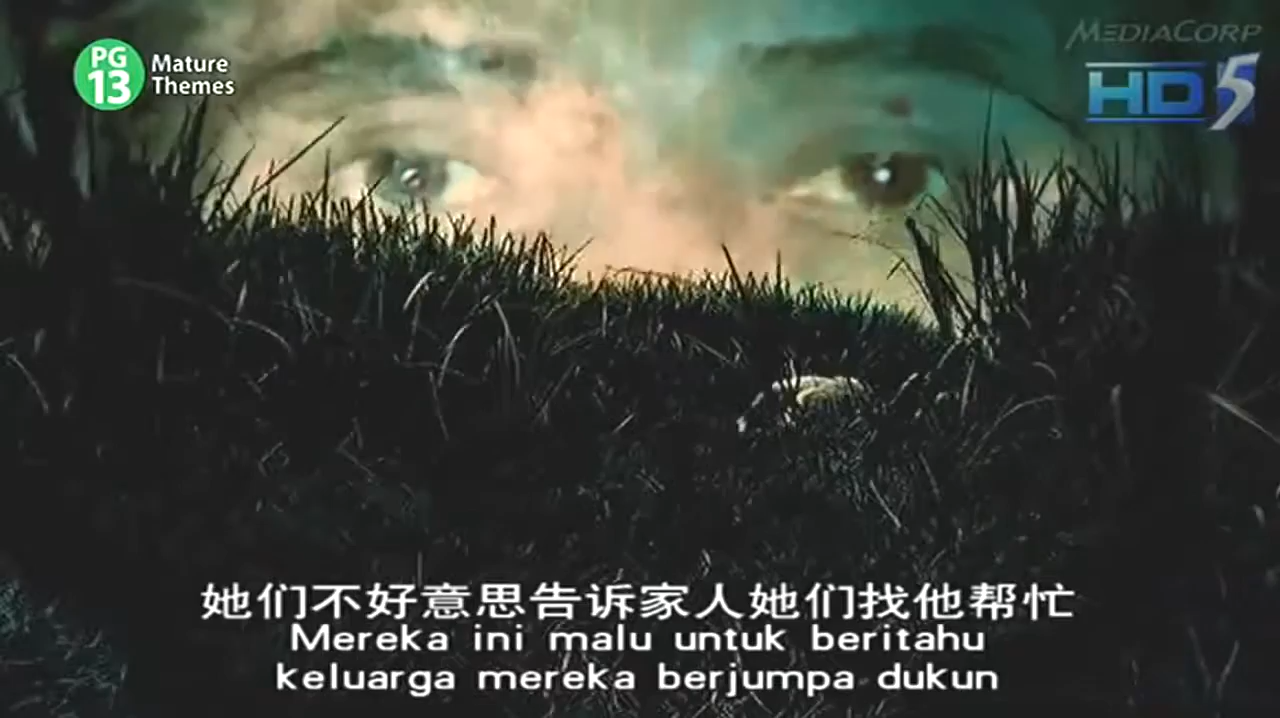 PG
13
Mature
Themes
MEDIACORP
HD5
她们不好意思告诉家人她们找他帮忙
Mereka ini malu untuk beritahu
keluarga mereka berjumpa dukun